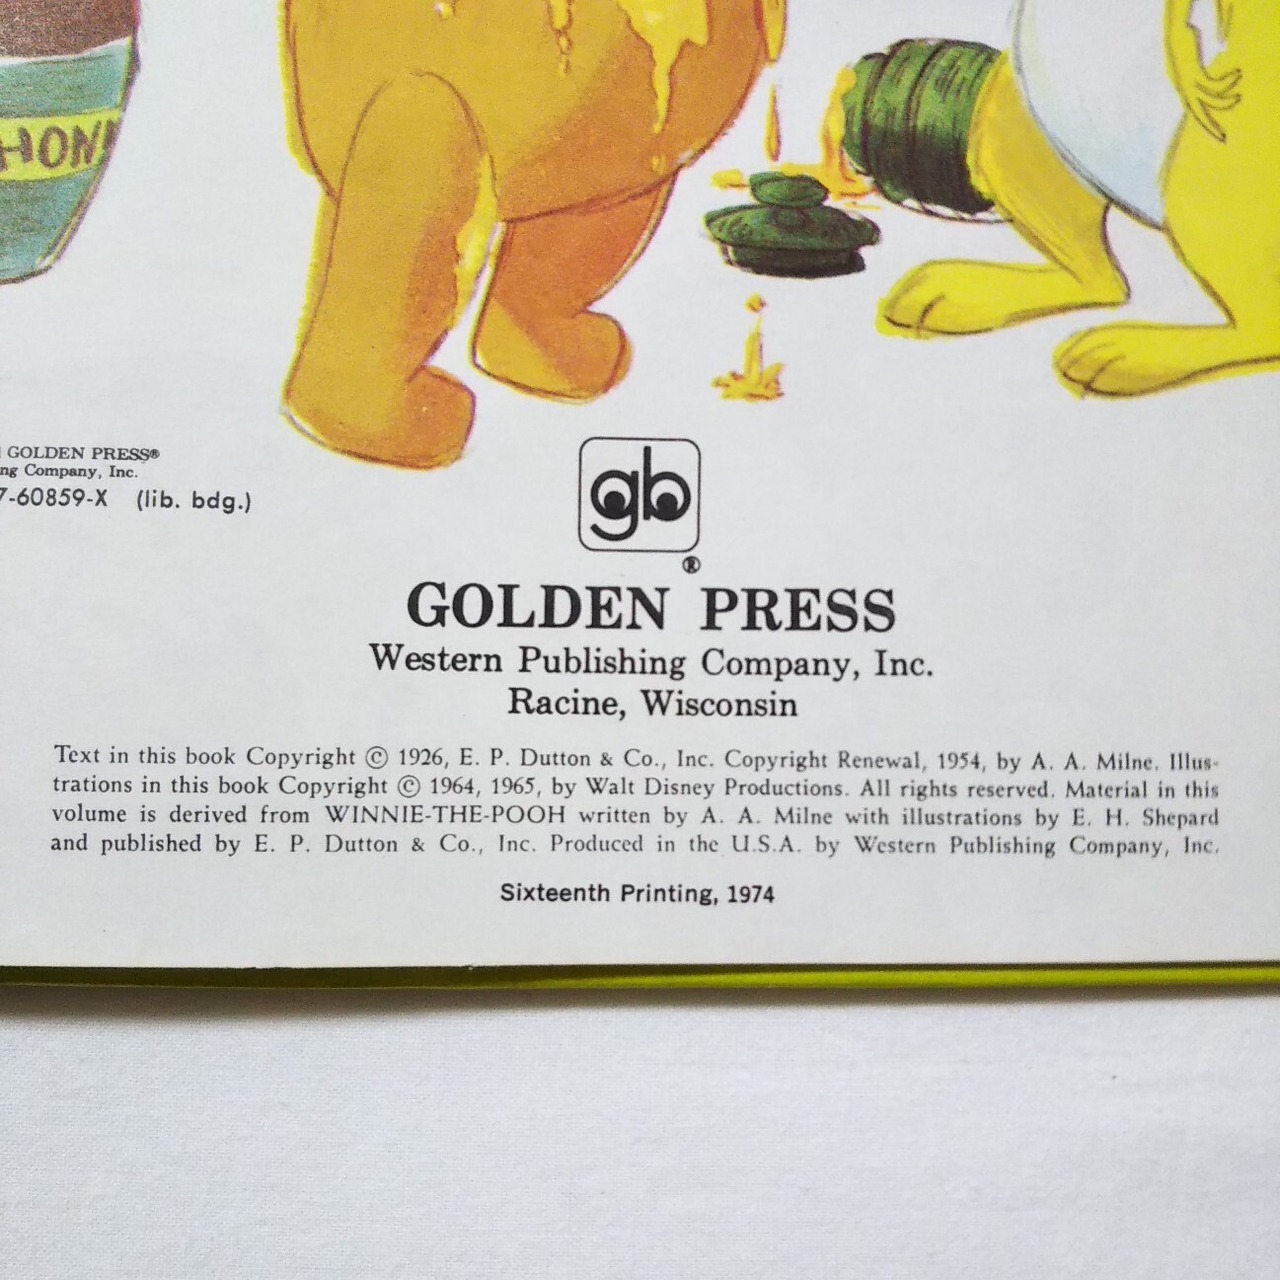 HON
GOLDEN PRESS®
ng Company, Inc.
7-60859-X (lib. bdg.)
gb
®
GOLDEN PRESS
Western Publishing Company, Inc.
Racine, Wisconsin
Text in this book Copyright © 1926, E. P. Dutton & Co., Inc. Copyright Renewal, 1954, by A. A. Milne. Illus-
trations in this book Copyright © 1964, 1965, by Walt Disney Productions. All rights reserved. Material in this
volume is derived from WINNIE-THE-POOH written by A. A. Milne with illustrations by E. H. Shepard
and published by E. P. Dutton & Co., Inc. Produced in the U.S.A. by Western Publishing Company, Inc.
Sixteenth Printing, 1974